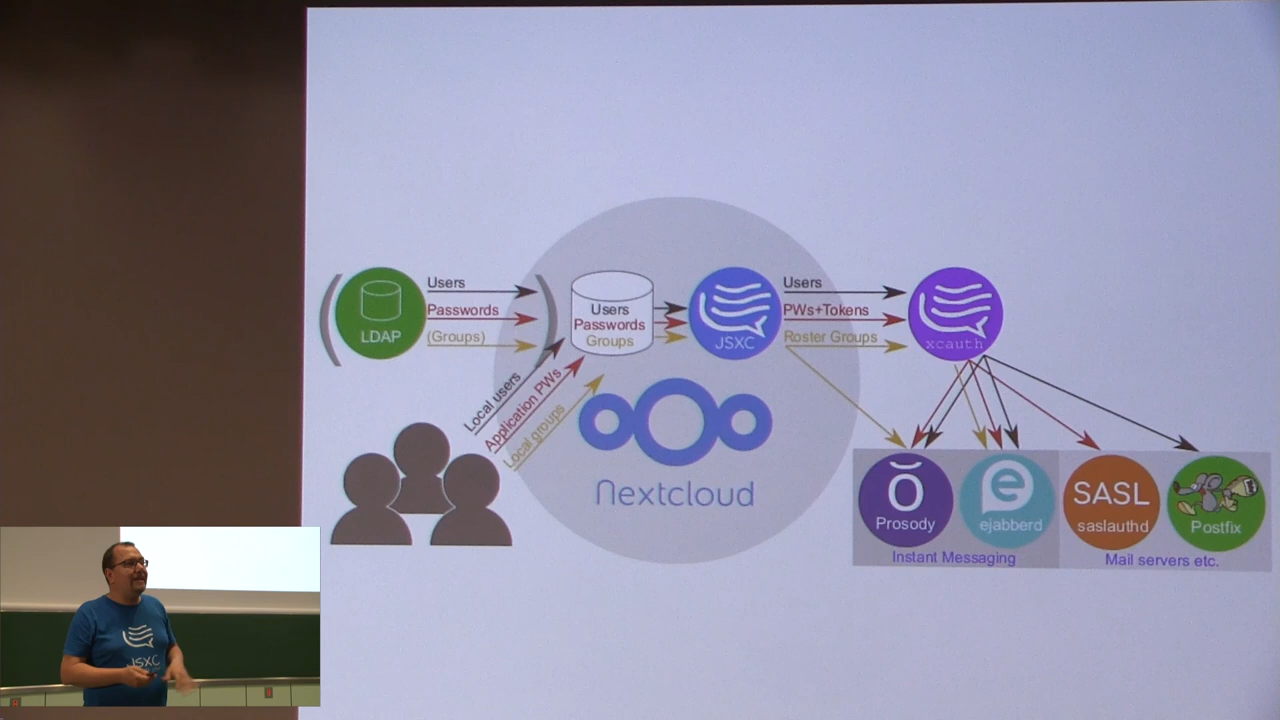 Users
Passwords
(Groups)
LDAP
Local users
Application PWs
Local groups
Users
Passwords
Groups
JSXC
Users
PWs+Tokens
Roster Groups
xcauth
Nextcloud
Prosody
ejabberd
SASL
saslauthd
Postfix
Instant Messaging
Mail servers etc.
JSXC